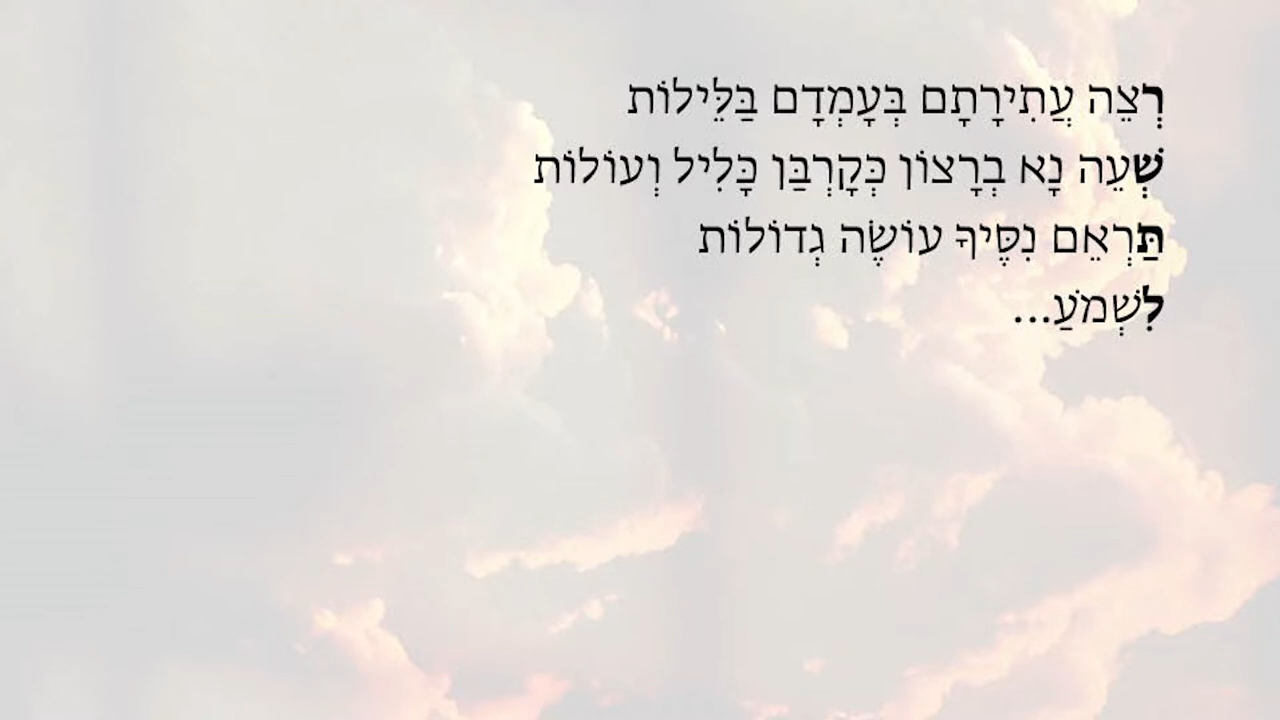 רְצֵה עֲתִירָתָם בְּעָמְדָם בַּלֵּילוֹת
שְׁעֵה נָא בְרָצוֹן כְּקָרְבַּן כָּלִיל וְעוֹלוֹת
תַּרְאֵם נִסֶּיךָ עוֹשֶׂה גְדוֹלוֹת
לִשְׁמֹעַ...